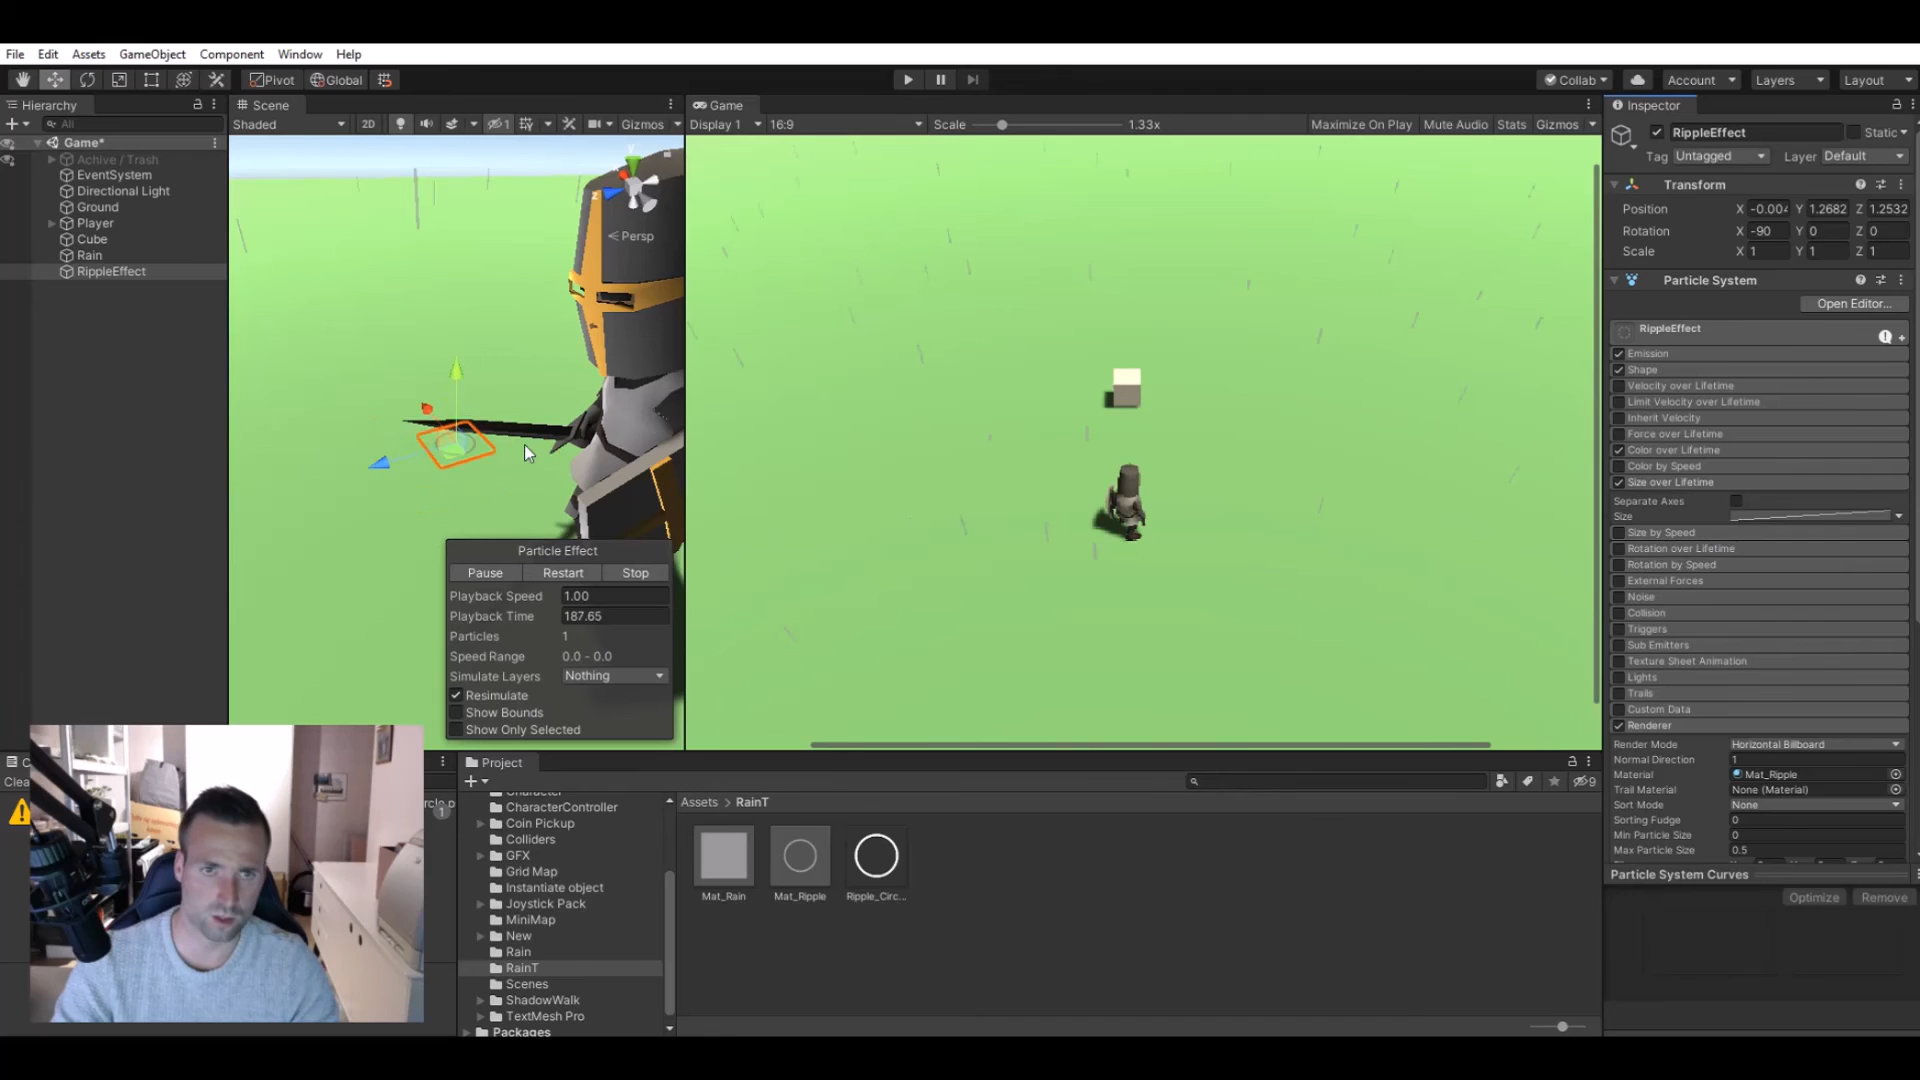 File Edit Assets GameObject Component Window Help
Pivot Global Collab Account Layers Layout
Hierarchy
All
Game*
Achive / Trash
EventSystem
Directional Light
Ground
Player
Cube
Rain
RippleEffect
Scene
Shaded 2D 1 Gizmos
y
z
Persp
Particle Effect
Pause Restart Stop
Playback Speed 1.00
Playback Time 187.65
Particles 1
Speed Range 0.0 - 0.0
Simulate Layers Nothing
Resimulate
Show Bounds
Show Only Selected
Game
Display 1 16:9 Scale 1.33x Maximize On Play Mute Audio Stats Gizmos
Inspector
RippleEffect Static
Tag Untagged Layer Default
Transform
Position X -0.004 Y 1.2682 Z 1.2532
Rotation X -90 Y 0 Z 0
Scale X 1 Y 1 Z 1
Particle System
Open Editor...
RippleEffect
Emission
Shape
Velocity over Lifetime
Limit Velocity over Lifetime
Inherit Velocity
Force over Lifetime
Color over Lifetime
Color by Speed
Size over Lifetime
Separate Axes
Size
Size by Speed
Rotation over Lifetime
Rotation by Speed
External Forces
Noise
Collision
Triggers
Sub Emitters
Texture Sheet Animation
Lights
Trails
Custom Data
Renderer
Render Mode Horizontal Billboard
Normal Direction 1
Material Mat_Ripple
Trail Material None (Material)
Sort Mode None
Sorting Fudge 0
Min Particle Size 0
Max Particle Size 0.5
Particle System Curves
Optimize Remove
C
Clea
1
Project
9
CharacterController
Coin Pickup
Colliders
GFX
Grid Map
Instantiate object
Joystick Pack
MiniMap
New
Rain
RainT
Scenes
ShadowWalk
TextMesh Pro
Packages
Assets > RainT
Mat_Rain Mat_Ripple Ripple_Circ...